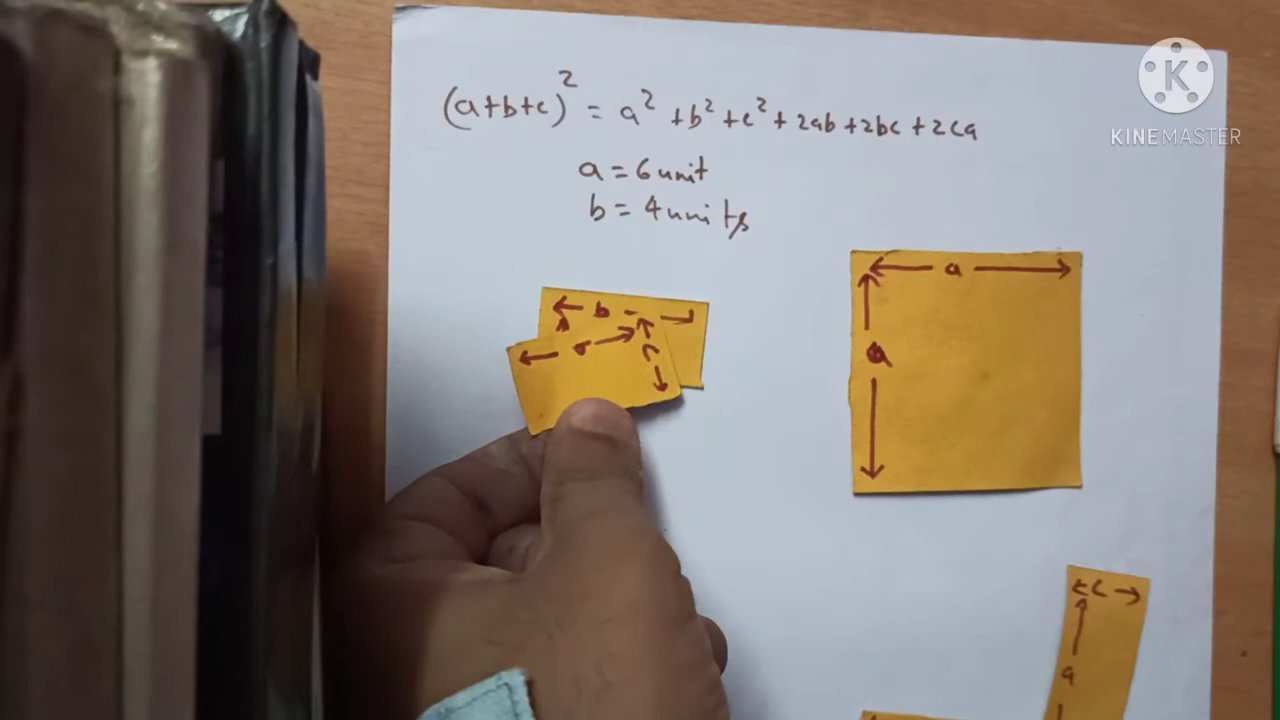 (a+b+c)² = a² + b² + c² + 2ab + 2bc + 2ca
a = 6 unit
b = 4 units
K
KINEMASTER
a
a
b
c
c
a